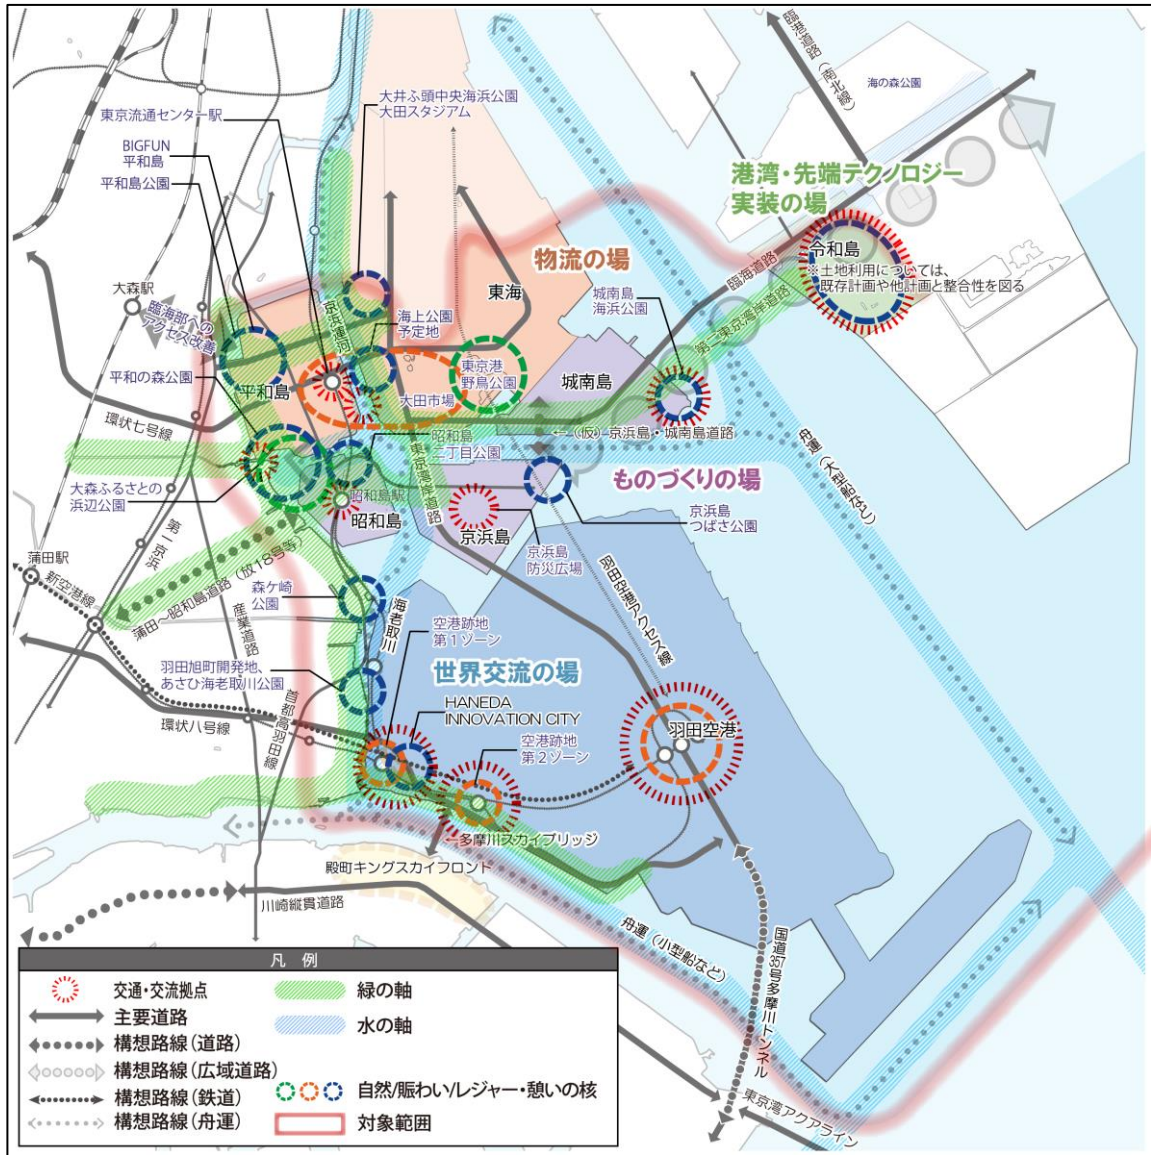 臨港道路(南北線)
海の森公園
大井ふ頭中央海浜公園
大田スタジアム
東京流通センター駅
BIGFUN
平和島
平和島公園
港湾・先端テクノロジー
実装の場
令和島
※土地利用については、
既存計画や他計画と整合性を図る
物流の場
東海
臨海道路
第二東京湾岸道路
城南島
海浜公園
大森駅
臨海部への
アクセス改善
京浜運河
海上公園
予定地
東京港
野鳥公園
城南島
平和の森公園
平和島
大田市場
環状七号線
←(仮)京浜島・城南島道路
昭和島
二丁目公園
東京湾岸道路
舟運(大型船など)
ものづくりの場
大森ふるさとの
浜辺公園
昭和島駅
昭和島
京浜島
京浜島
つばさ公園
京浜島
防災広場
第一京浜
蒲田駅
新空港線
蒲田~昭和島道路(放18号等)
産業道路
森ケ崎
公園
海老取川
羽田空港アクセス線
空港跡地
第1ゾーン
世界交流の場
羽田旭町開発地、
あさひ海老取川公園
HANEDA
INNOVATION CITY
羽田空港
環状八号線
首都高羽田線
空港跡地
第2ゾーン
←多摩川スカイブリッジ
殿町キングスカイフロント
川崎縦貫道路
舟運(小型船など)
国道357号多摩川トンネル
東京湾アクアライン
凡 例
交通・交流拠点
主要道路
構想路線(道路)
構想路線(広域道路)
構想路線(鉄道)
構想路線(舟運)
緑の軸
水の軸
自然/賑わい/レジャー・憩いの核
対象範囲